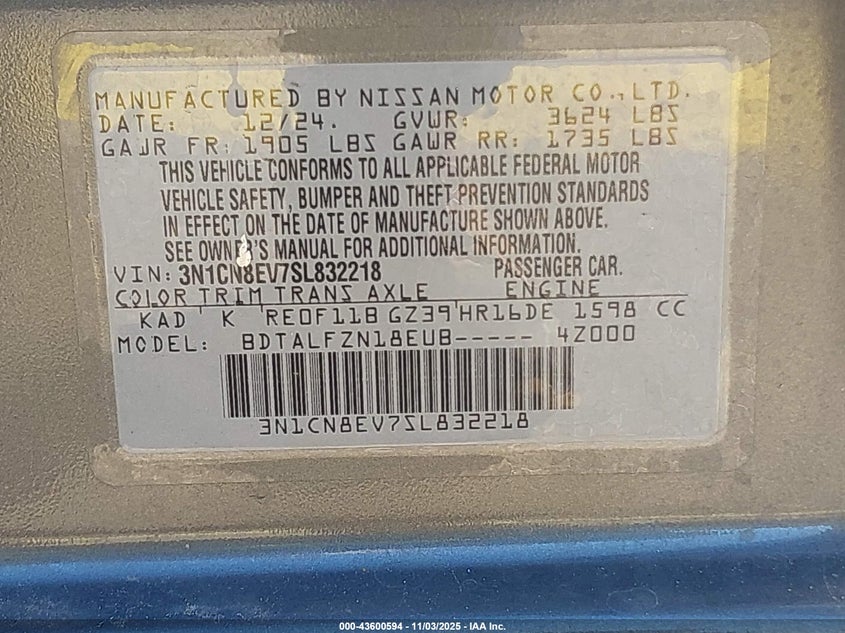 MANUFACTURED BY NISSAN MOTOR CO., LTD.
DATE: 12/24. GVWR: 3624 LBS
GAWR FR: 1905 LBS GAWR RR: 1735 LBS
THIS VEHICLE CONFORMS TO ALL APPLICABLE FEDERAL MOTOR
VEHICLE SAFETY, BUMPER AND THEFT PREVENTION STANDARDS
IN EFFECT ON THE DATE OF MANUFACTURE SHOWN ABOVE.
SEE OWNER'S MANUAL FOR ADDITIONAL INFORMATION.
VIN: 3N1CN8EV7SL832218 PASSENGER CAR.
COLOR TRIM TRANS AXLE ENGINE
KAD K RE0F11B GZ39 HR16DE 1598 CC
MODEL: BDTALFZN18EUB----- 4Z000
3N1CN8EV7SL832218
000-43600594 - 11/03/2025 - IAA Inc.